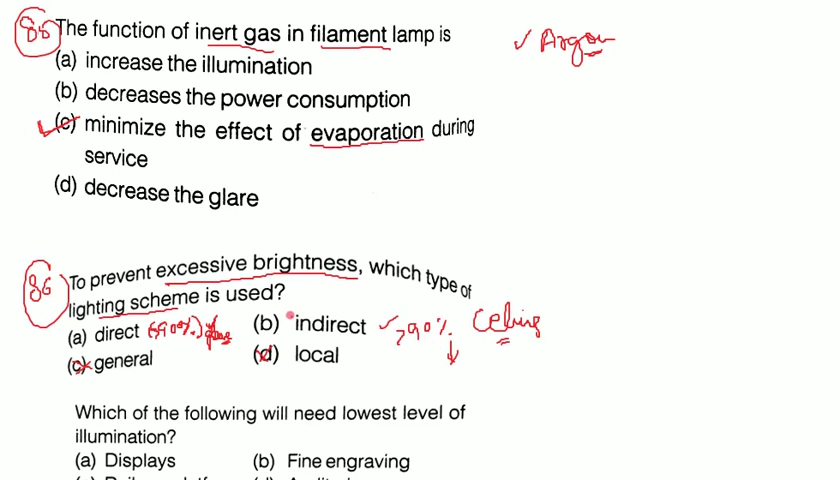 85 The function of inert gas in filament lamp is ✓ Argon
(a) increase the illumination
(b) decreases the power consumption
(c) minimize the effect of evaporation during
service
(d) decrease the glare
86 To prevent excessive brightness, which type of
lighting scheme is used?
(a) direct (>90%) (b) indirect ✓ >90% Celing
(c) general (d) local
Which of the following will need lowest level of
illumination?
(a) Displays (b) Fine engraving